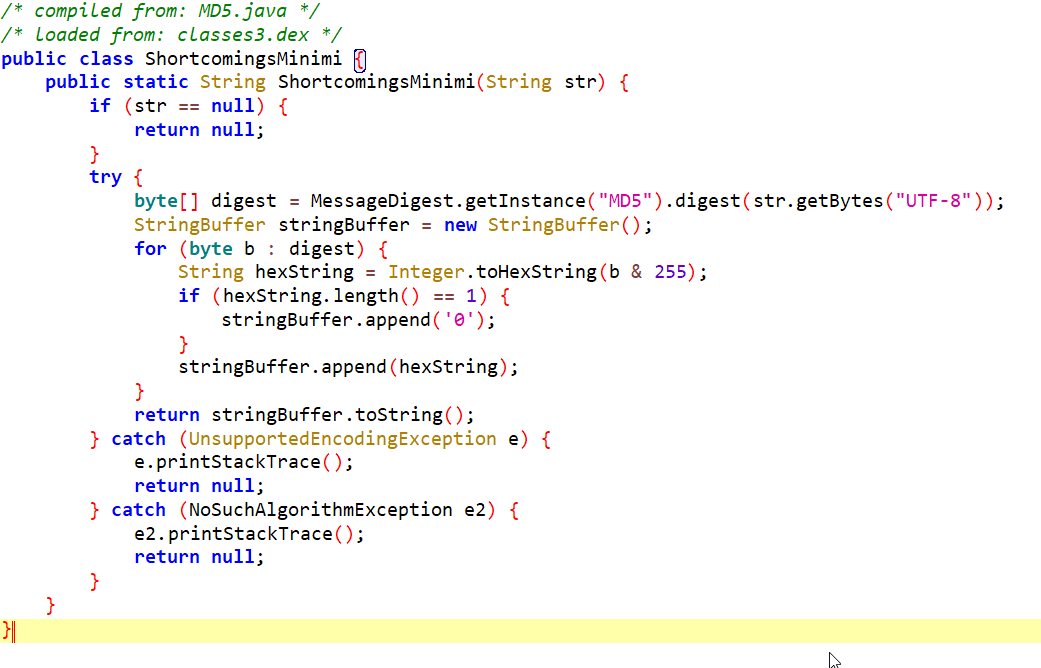 /* compiled from: MD5.java */
/* loaded from: classes3.dex */
public class ShortcomingsMinimi {
    public static String ShortcomingsMinimi(String str) {
        if (str == null) {
            return null;
        }
        try {
            byte[] digest = MessageDigest.getInstance("MD5").digest(str.getBytes("UTF-8"));
            StringBuffer stringBuffer = new StringBuffer();
            for (byte b : digest) {
                String hexString = Integer.toHexString(b & 255);
                if (hexString.length() == 1) {
                    stringBuffer.append('0');
                }
                stringBuffer.append(hexString);
            }
            return stringBuffer.toString();
        } catch (UnsupportedEncodingException e) {
            e.printStackTrace();
            return null;
        } catch (NoSuchAlgorithmException e2) {
            e2.printStackTrace();
            return null;
        }
    }
}